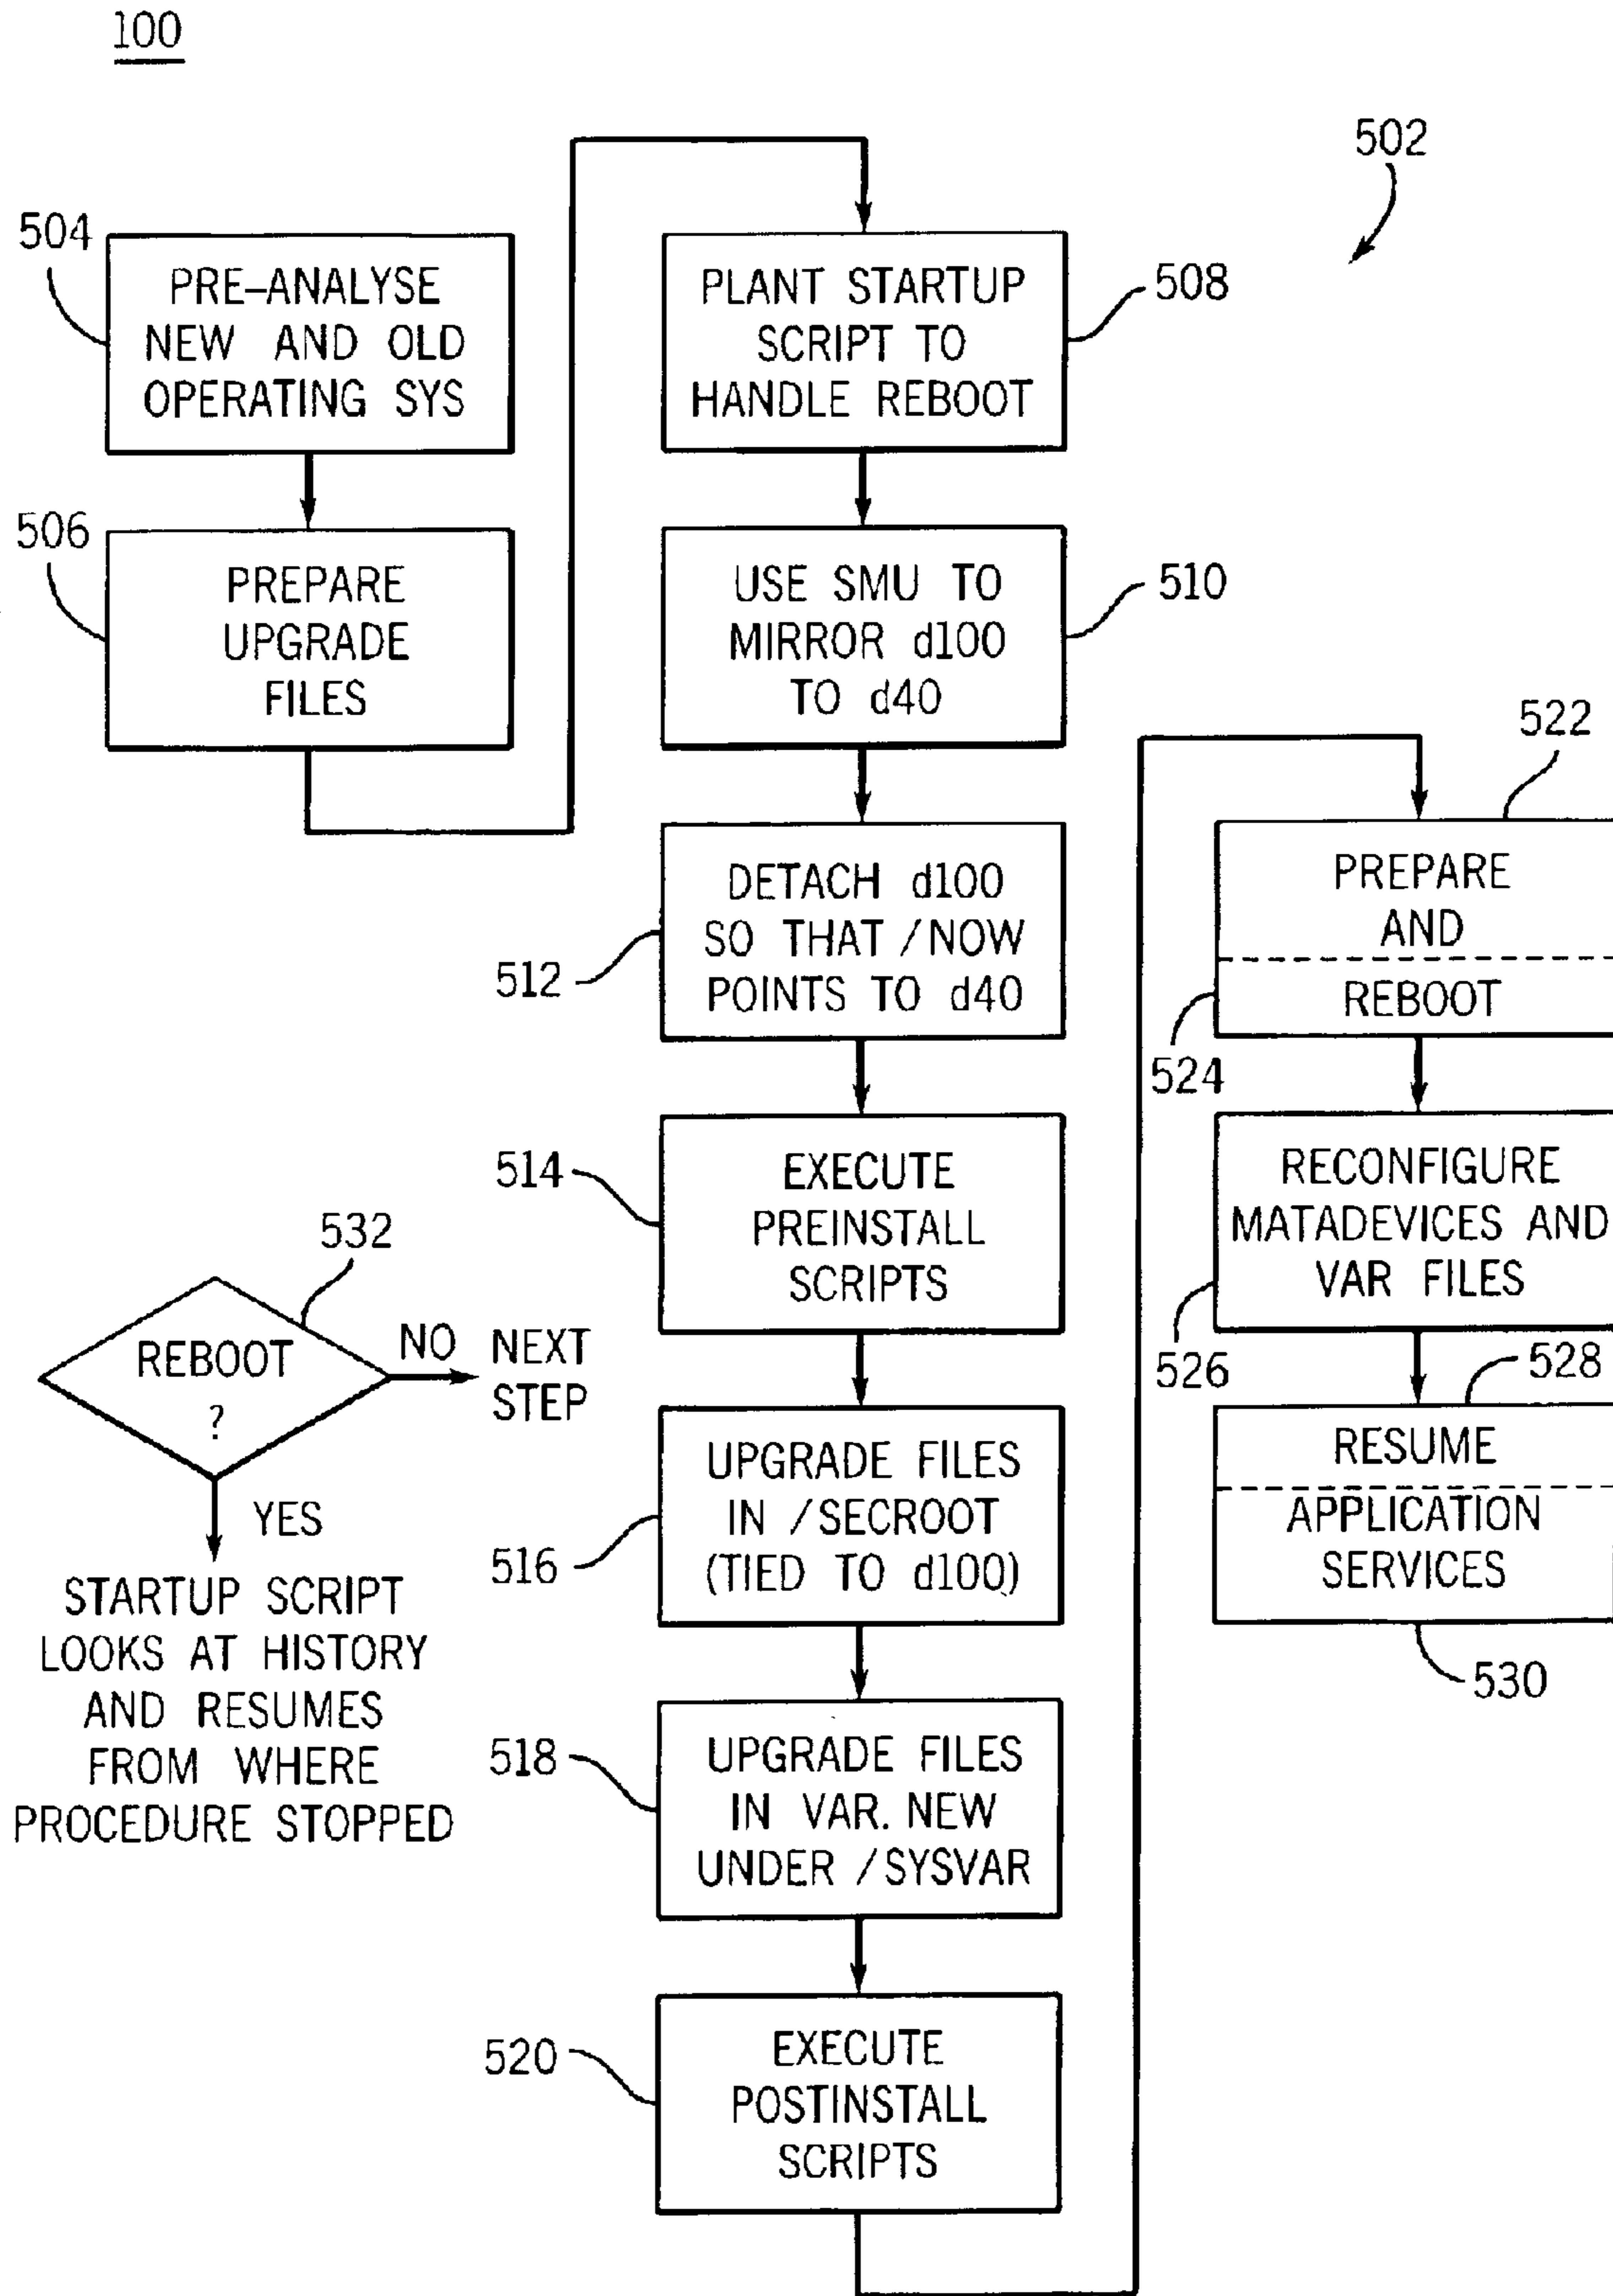 100
502
504
PRE-ANALYSE
NEW AND OLD
OPERATING SYS
506
PREPARE
UPGRADE
FILES
508
PLANT STARTUP
SCRIPT TO
HANDLE REBOOT
510
USE SMU TO
MIRROR d100
TO d40
512
DETACH d100
SO THAT /NOW
POINTS TO d40
514
EXECUTE
PREINSTALL
SCRIPTS
516
UPGRADE FILES
IN /SECROOT
(TIED TO d100)
518
UPGRADE FILES
IN VAR. NEW
UNDER /SYSVAR
520
EXECUTE
POSTINSTALL
SCRIPTS
522
PREPARE
AND
REBOOT
524
RECONFIGURE
MATADEVICES AND
VAR FILES
526
528
RESUME
APPLICATION
SERVICES
530
532
REBOOT
?
NO
NEXT
STEP
YES
STARTUP SCRIPT
LOOKS AT HISTORY
AND RESUMES
FROM WHERE
PROCEDURE STOPPED